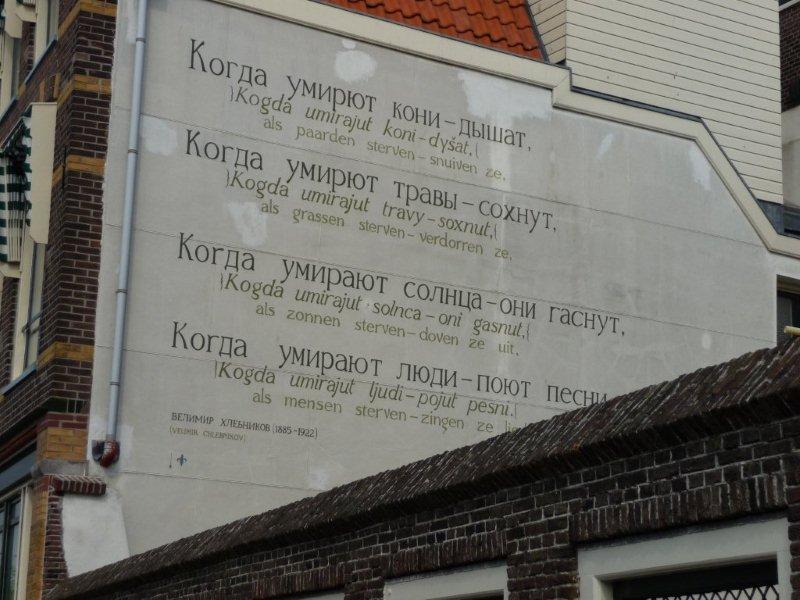 Когда умирют кони – дышат,
}Kogda umirajut koni – dyšat,{
als paarden sterven – snuiven ze,
Когда умирют травы – сохнут,
}Kogda umirajut travy – soxnut,{
als grassen sterven – verdorren ze,
Когда умирают солнца – они гаснут,
}Kogda umirajut solnca – oni gasnut,{
als zonnen sterven – doven ze uit,
Когда умирают люди – поют песни
}Kogda umirajut ljudi – pojut pesni.{
als mensen sterven – zingen ze
ВЕЛИМИР ХЛЕБНИКОВ (1885-1922)
(VELIMIR CHLEBNIKOV)